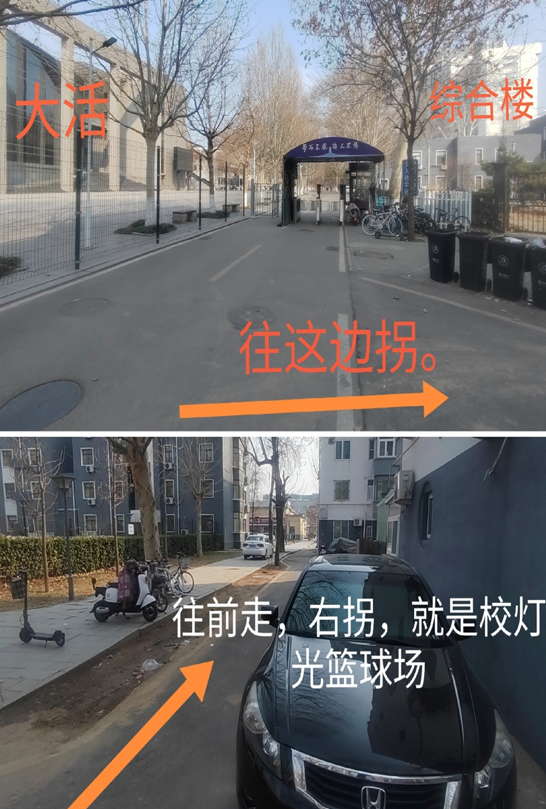 大活
综合楼
往这边拐。
往前走，右拐，就是校灯
光篮球场